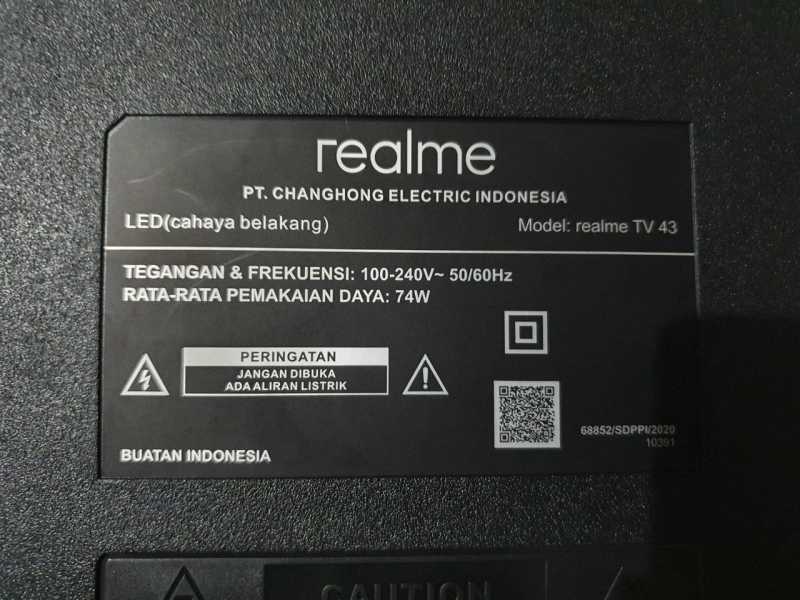 realme
PT. CHANGHONG ELECTRIC INDONESIA
LED(cahaya belakang)
Model: realme TV 43
TEGANGAN & FREKUENSI: 100-240V~ 50/60Hz
RATA-RATA PEMAKAIAN DAYA: 74W
PERINGATAN
JANGAN DIBUKA
ADA ALIRAN LISTRIK
68852/SDPPI/2020
10391
BUATAN INDONESIA
CAUTION